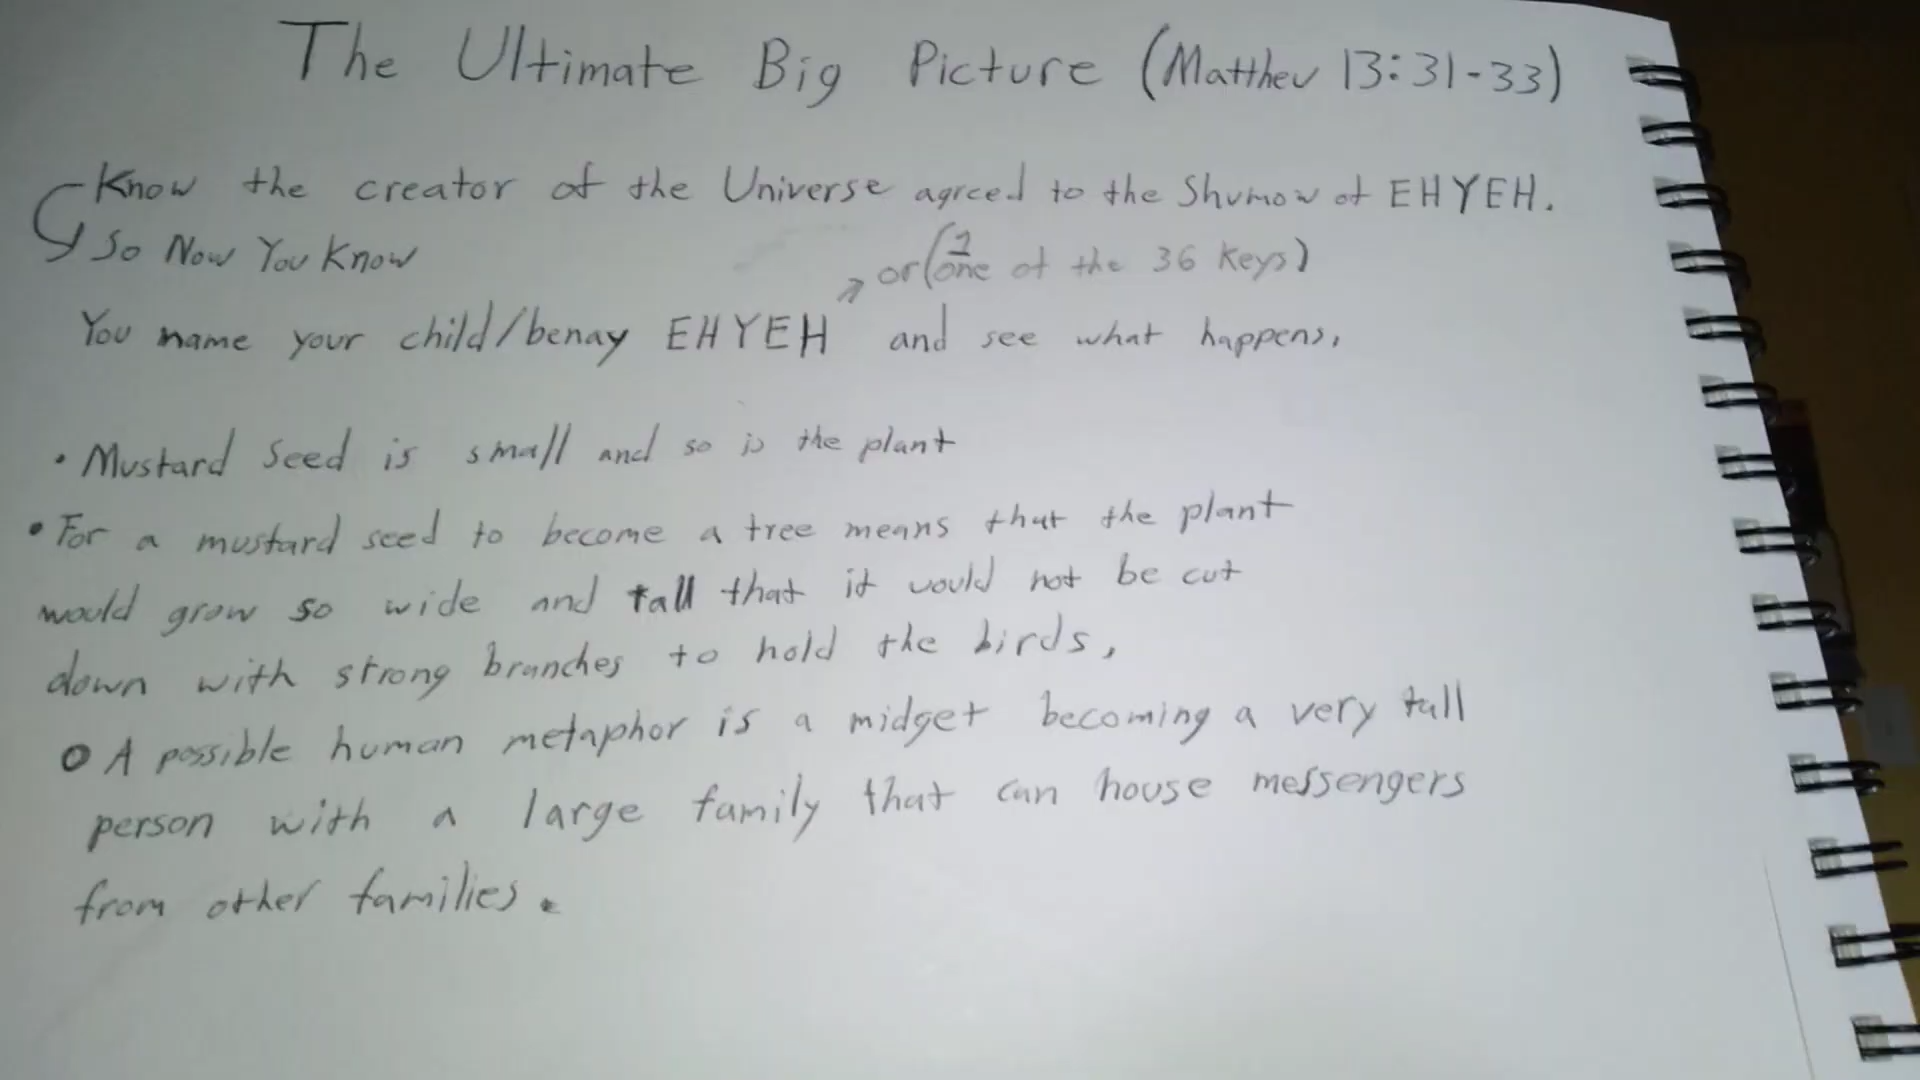 The Ultimate Big Picture (Matthew 13:31-33)
Know the creator of the Universe agreed to the Shumow of EHYEH.
So Now You Know
or (1 one of the 36 keys)
You name your child/benay EHYEH and see what happens.
• Mustard Seed is small and so is the plant
• For a mustard seed to become a tree means that the plant
would grow so wide and tall that it would not be cut
down with strong branches to hold the birds.
O A possible human metaphor is a midget becoming a very tall
person with a large family that can house messengers
from other families.